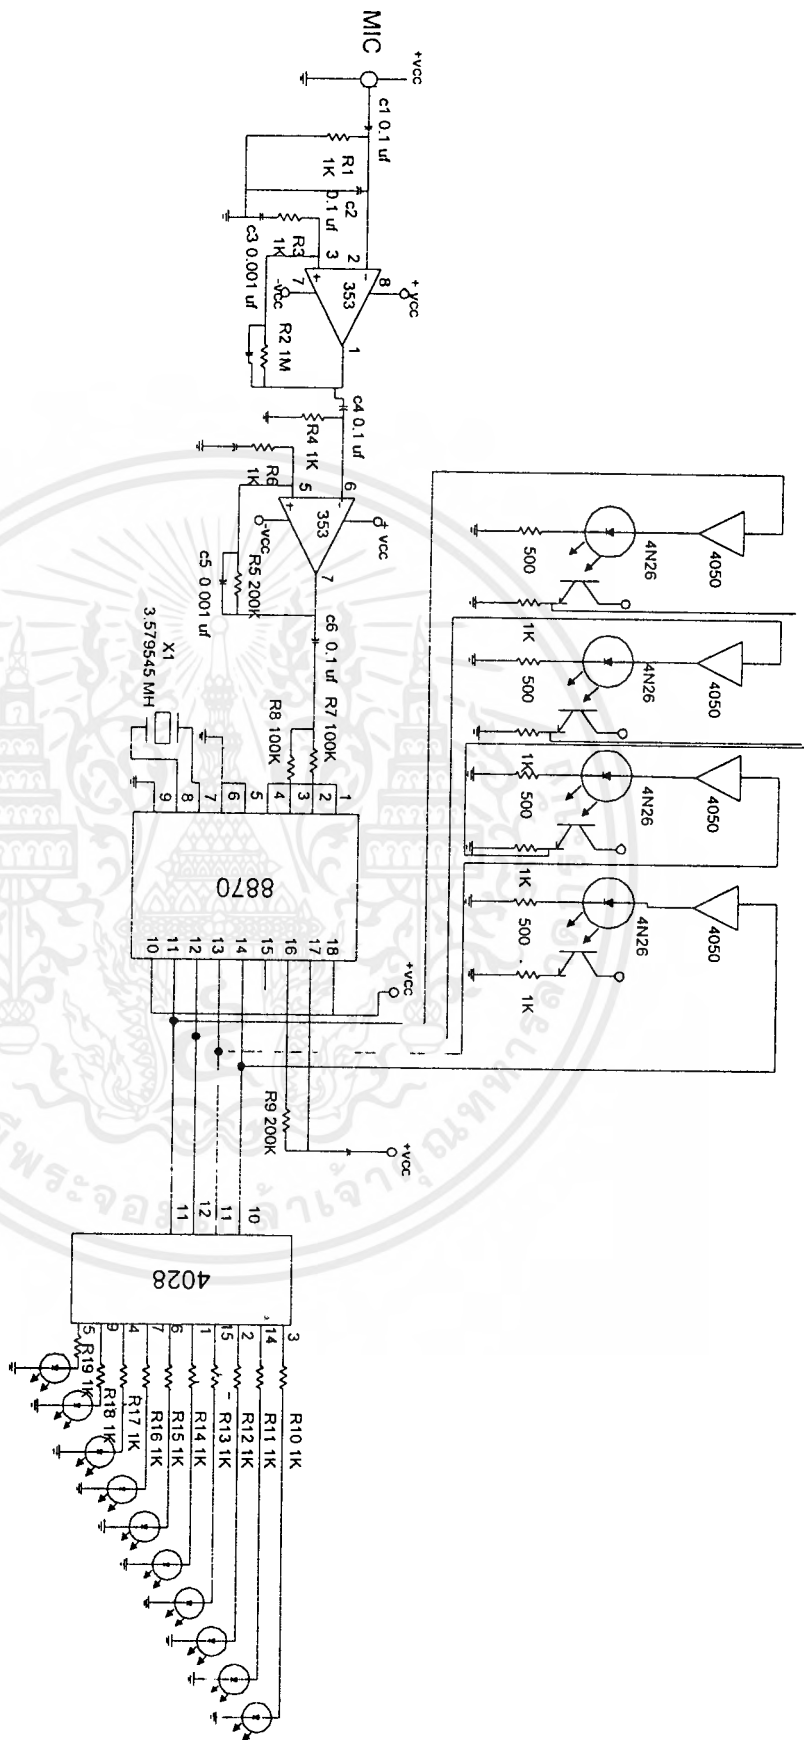 MIC
+vcc
c1 0.1 uf
R1
1K
c2
0.1 uf
R3
1K
c3 0.001 uf
2
3
-
+
353
8
+ vcc
7
-vcc
1
R2 1M
c4 0.1 uf
R4 1K
R6
1K
6
5
-
+
353
+ vcc
-vcc
7
R5 200K
c5 0.001 uf
c6 0.1 uf
R7 100K
R8 100K
X1
3.579545 MH
1
2
3
4
5
6
7
8
9
8870
18
17
16
15
14
13
12
11
10
+vcc
R9 200K
+vcc
4050
4N26
500
1K
4050
4N26
500
1K
4050
4N26
500
1K
4050
4N26
500
1K
10
11
12
11
4028
3
14
2
15
1
6
7
4
9
5
R10 1K
R11 1K
R12 1K
R13 1K
R14 1K
R15 1K
R16 1K
R17 1K
R18 1K
R19 1K